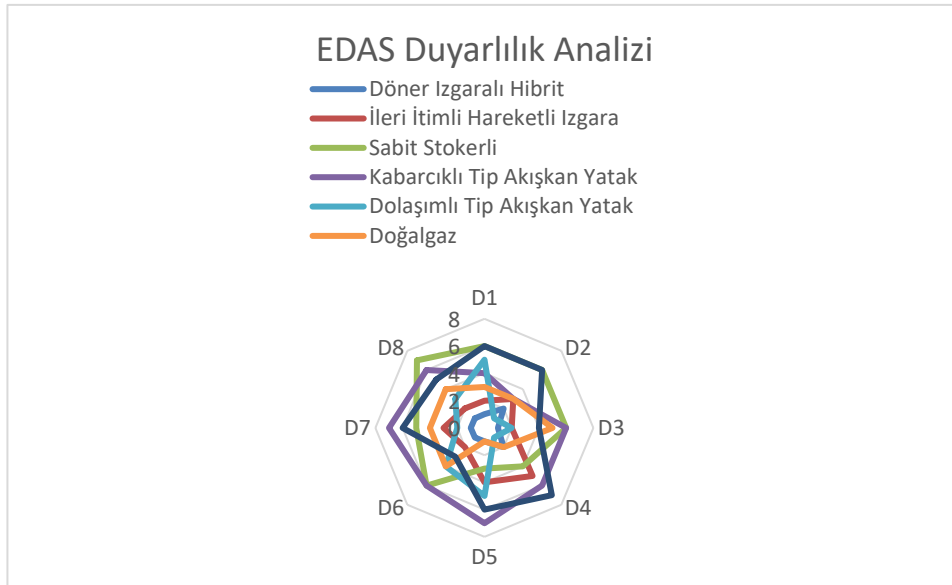 EDAS Duyarlılık Analizi
Döner Izgaralı Hibrit
İleri İtimli Hareketli Izgara
Sabit Stokerli
Kabarcıklı Tip Akışkan Yatak
Dolaşımlı Tip Akışkan Yatak
Doğalgaz
D1
8
D8
D2
6
4
2
D7
0
D3
D6
D4
D5